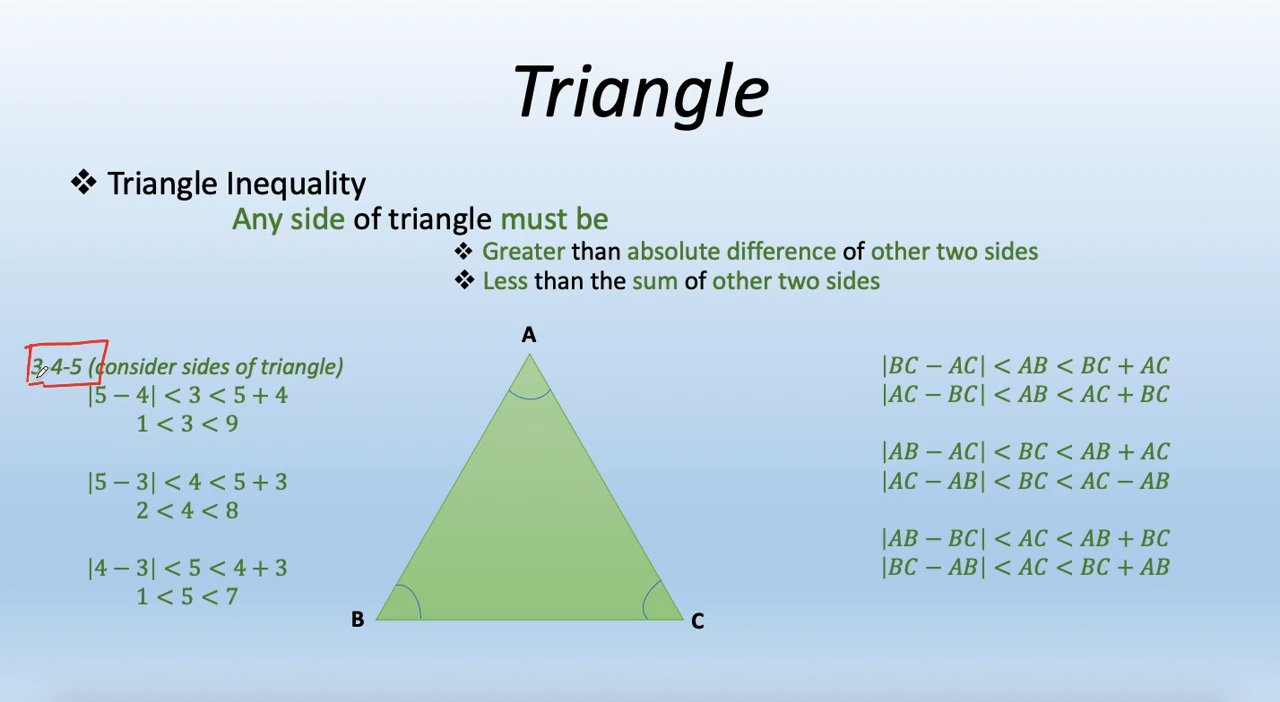 Triangle
❖ Triangle Inequality
Any side of triangle must be
❖ Greater than absolute difference of other two sides
❖ Less than the sum of other two sides
3-4-5 (consider sides of triangle)
|5 − 4| < 3 < 5 + 4
1 < 3 < 9
|5 − 3| < 4 < 5 + 3
2 < 4 < 8
|4 − 3| < 5 < 4 + 3
1 < 5 < 7
A
B
C
|BC − AC| < AB < BC + AC
|AC − BC| < AB < AC + BC
|AB − AC| < BC < AB + AC
|AC − AB| < BC < AC − AB
|AB − BC| < AC < AB + BC
|BC − AB| < AC < BC + AB